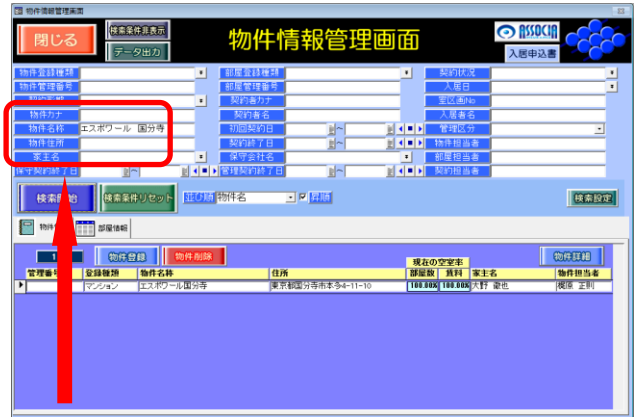 物件情報管理画面
閉じる
検索条件非表示
データ出力
物件情報管理画面
ASSOCIA
入居申込書
物件登録種類
部屋登録種類
契約状況
物件管理番号
部屋管理番号
入居日
契約者カナ
室区画No
物件カナ
契約者名
入居者名
物件名称
エスポワール 国分寺
初回契約日
~
管理区分
物件住所
契約終了日
~
物件担当者
家主名
保守会社名
部屋担当者
保守契約終了日
~
管理契約終了日
~
契約担当者
検索開始
検索条件リセット
並び順
物件名
昇順
検索設定
部屋情報
物件登録
物件削除
現在の空室率
物件詳細
管理番
登録種類
物件名称
住所
部屋数
賃料
家主名
物件担当者
マンション
エスポワール国分寺
東京都国分寺市本多4-11-10
100.00%
100.00%
大野 徹也
梶原 正則